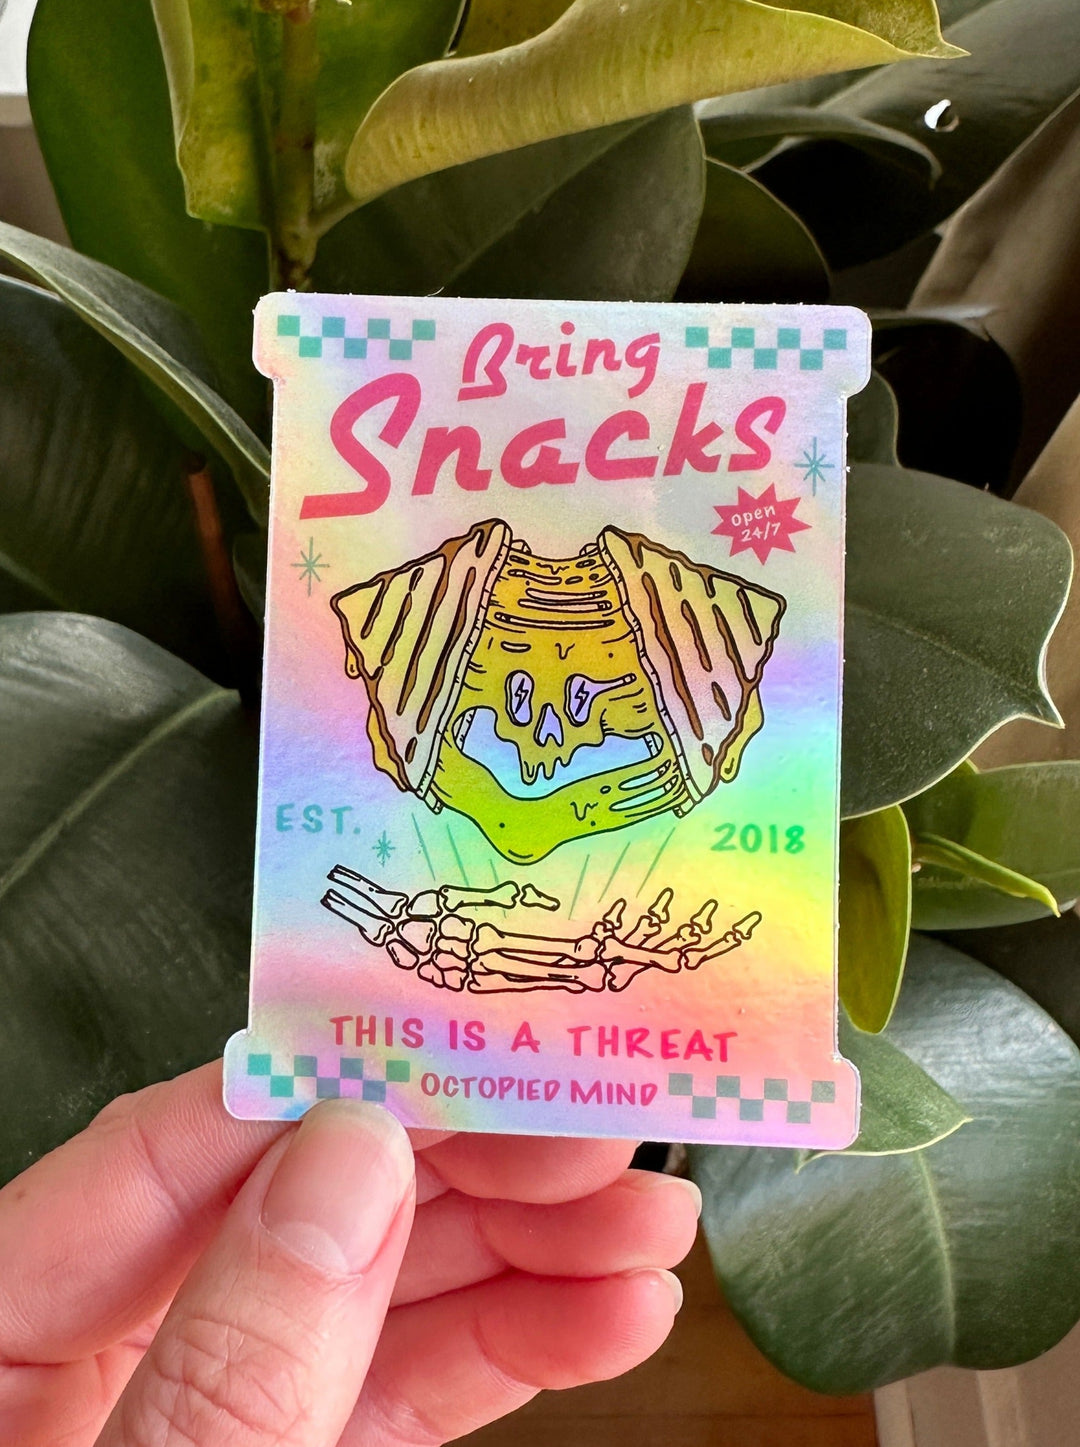 Bring
Snacks
Open
24/7
EST.
2018
THIS IS A THREAT
OCTOPIED MIND